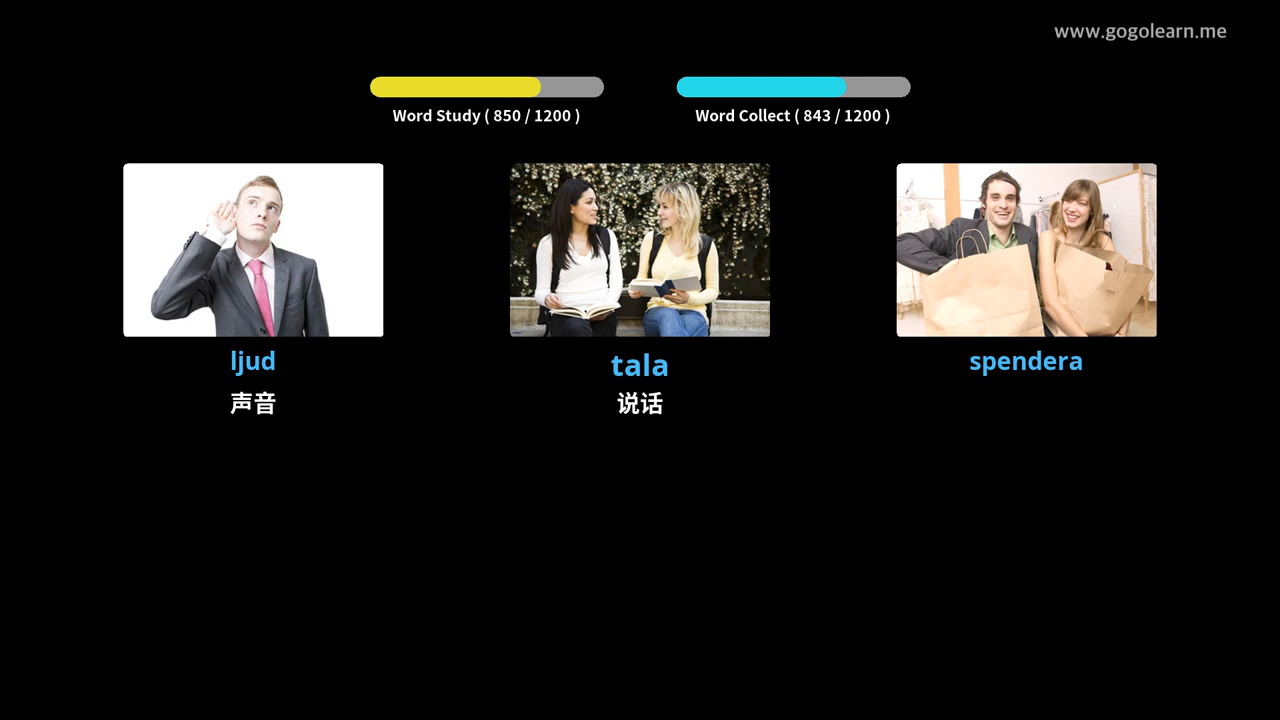 www.gogolearn.me
Word Study ( 850 / 1200 )
Word Collect ( 843 / 1200 )
ljud
tala
spendera
声音
说话